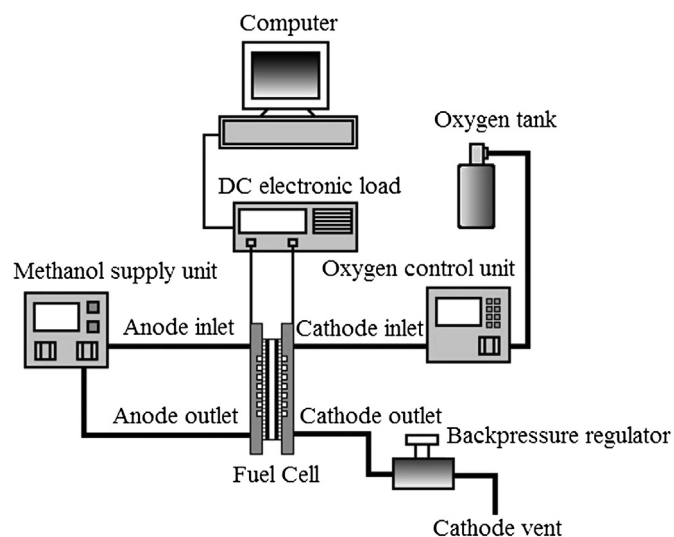 Computer
Oxygen tank
DC electronic load
Methanol supply unit
Oxygen control unit
Anode inlet
Cathode inlet
Anode outlet
Cathode outlet
Backpressure regulator
Fuel Cell
Cathode vent